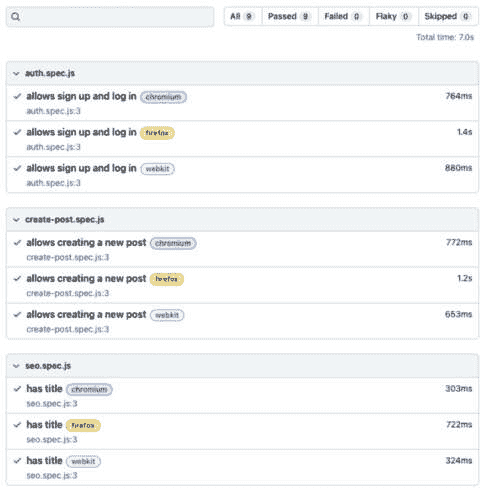 All 9 Passed 9 Failed 0 Flaky 0 Skipped 0
Total time: 7.0s
auth.spec.js
allows sign up and log in chromium 764ms
auth.spec.js:3
allows sign up and log in firefox 1.4s
auth.spec.js:3
allows sign up and log in webkit 880ms
auth.spec.js:3
create-post.spec.js
allows creating a new post chromium 772ms
create-post.spec.js:3
allows creating a new post firefox 1.2s
create-post.spec.js:3
allows creating a new post webkit 653ms
create-post.spec.js:3
seo.spec.js
has title chromium 303ms
seo.spec.js:3
has title firefox 722ms
seo.spec.js:3
has title webkit 324ms
seo.spec.js:3